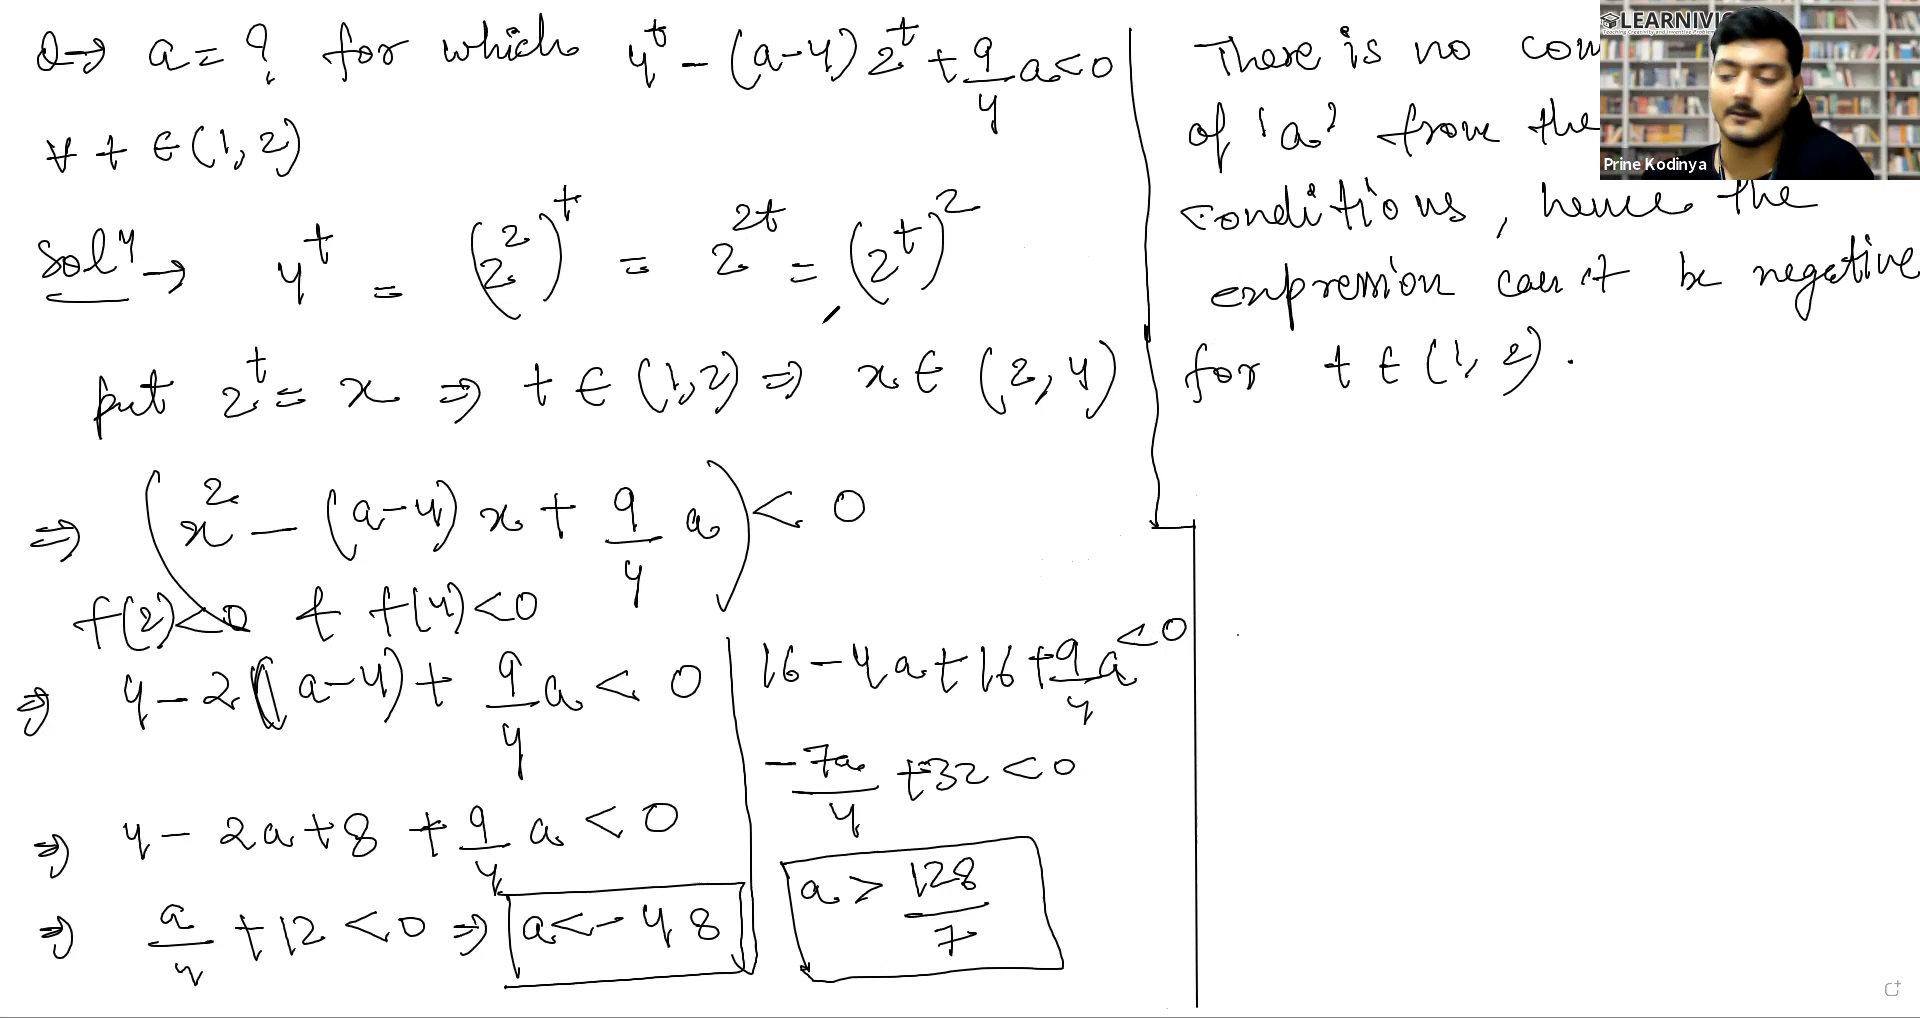 Q→ a = ? for which 4^t - (a-4) 2^t + 9/4 a < 0
∀ t ∈ (1, 2)
Solⁿ → 4^t = (2^2)^t = 2^2t = (2^t)^2
put 2^t = x ⇒ t ∈ (1, 2) ⇒ x ∈ (2, 4)
⇒ (x^2 - (a-4) x + 9/4 a) < 0
f(2) < 0 & f(4) < 0
⇒ 4 - 2(a-4) + 9/4 a < 0
⇒ 4 - 2a + 8 + 9/4 a < 0
⇒ a/4 + 12 < 0 ⇒ a < - 48
16 - 4a + 16 + 9/4 a < 0
-7a/4 + 32 < 0
a > 128/7
There is no
of 'a' from the
conditions, hence the
expression can't be negative
for t ∈ (1, 2).
LEARNIV
Prine Kodinya